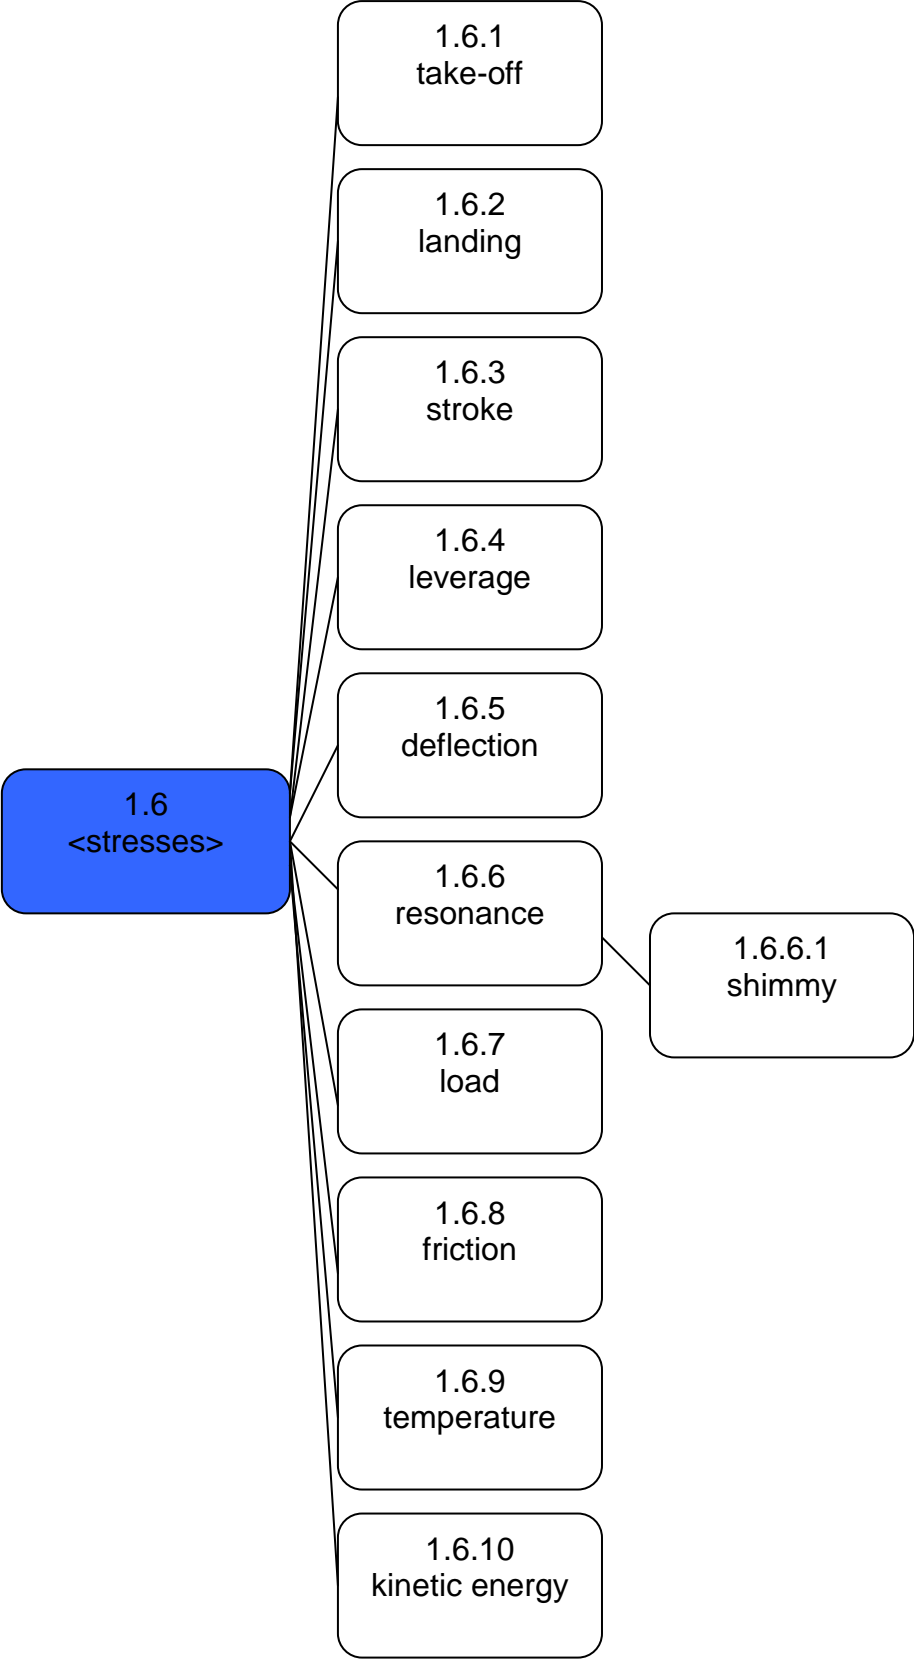 1.6.1
take-off
1.6.2
landing
1.6.3
stroke
1.6.4
leverage
1.6.5
deflection
1.6
<stresses>
1.6.6
resonance
1.6.6.1
shimmy
1.6.7
load
1.6.8
friction
1.6.9
temperature
1.6.10
kinetic energy